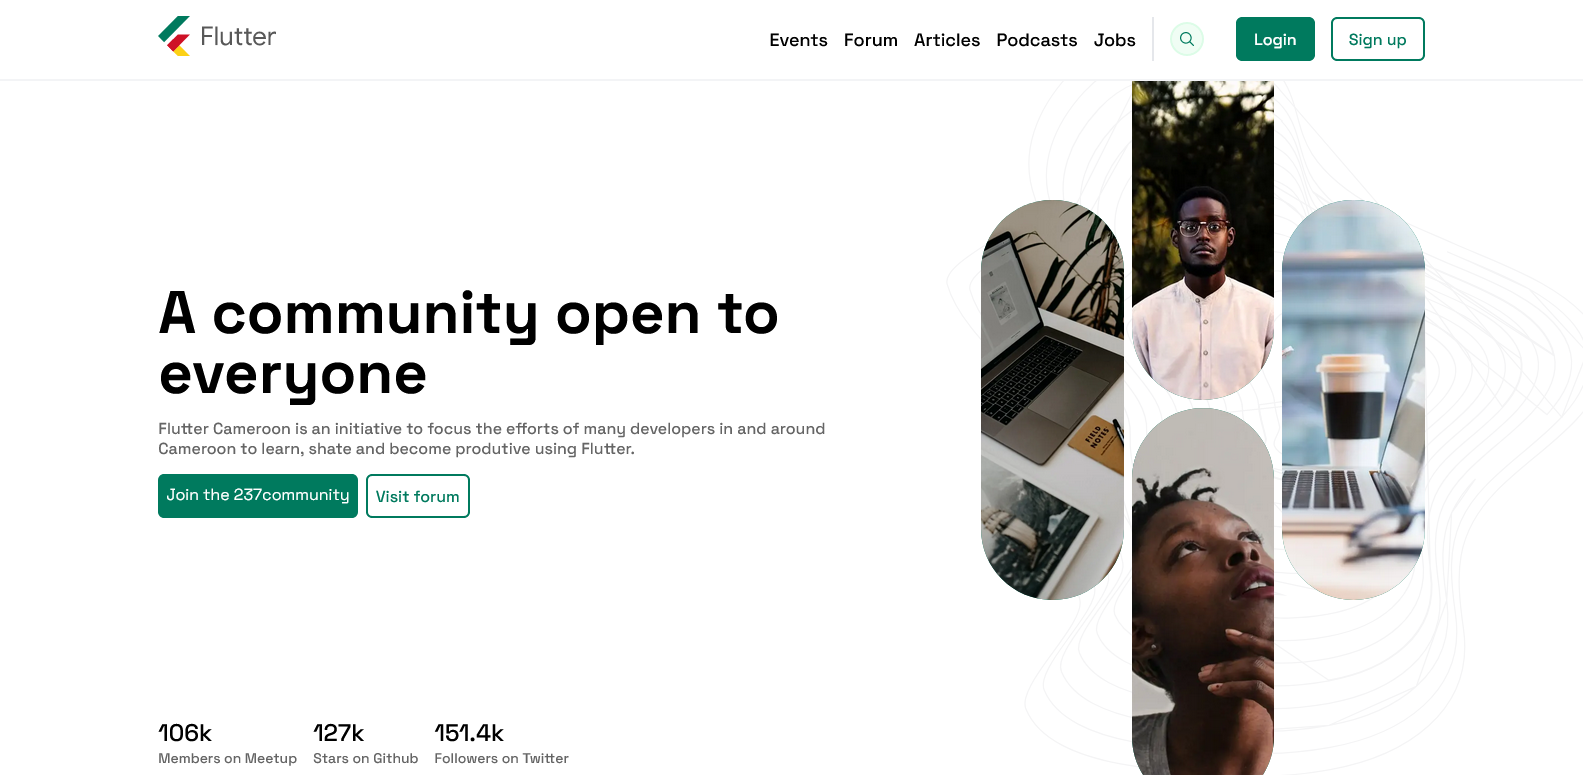 Flutter
Events Forum Articles Podcasts Jobs Login Sign up
A community open to
everyone
Flutter Cameroon is an initiative to focus the efforts of many developers in and around
Cameroon to learn, shate and become produtive using Flutter.
Join the 237community Visit forum
FIELD
NOTES
106k 127k 151.4k
Members on Meetup Stars on Github Followers on Twitter